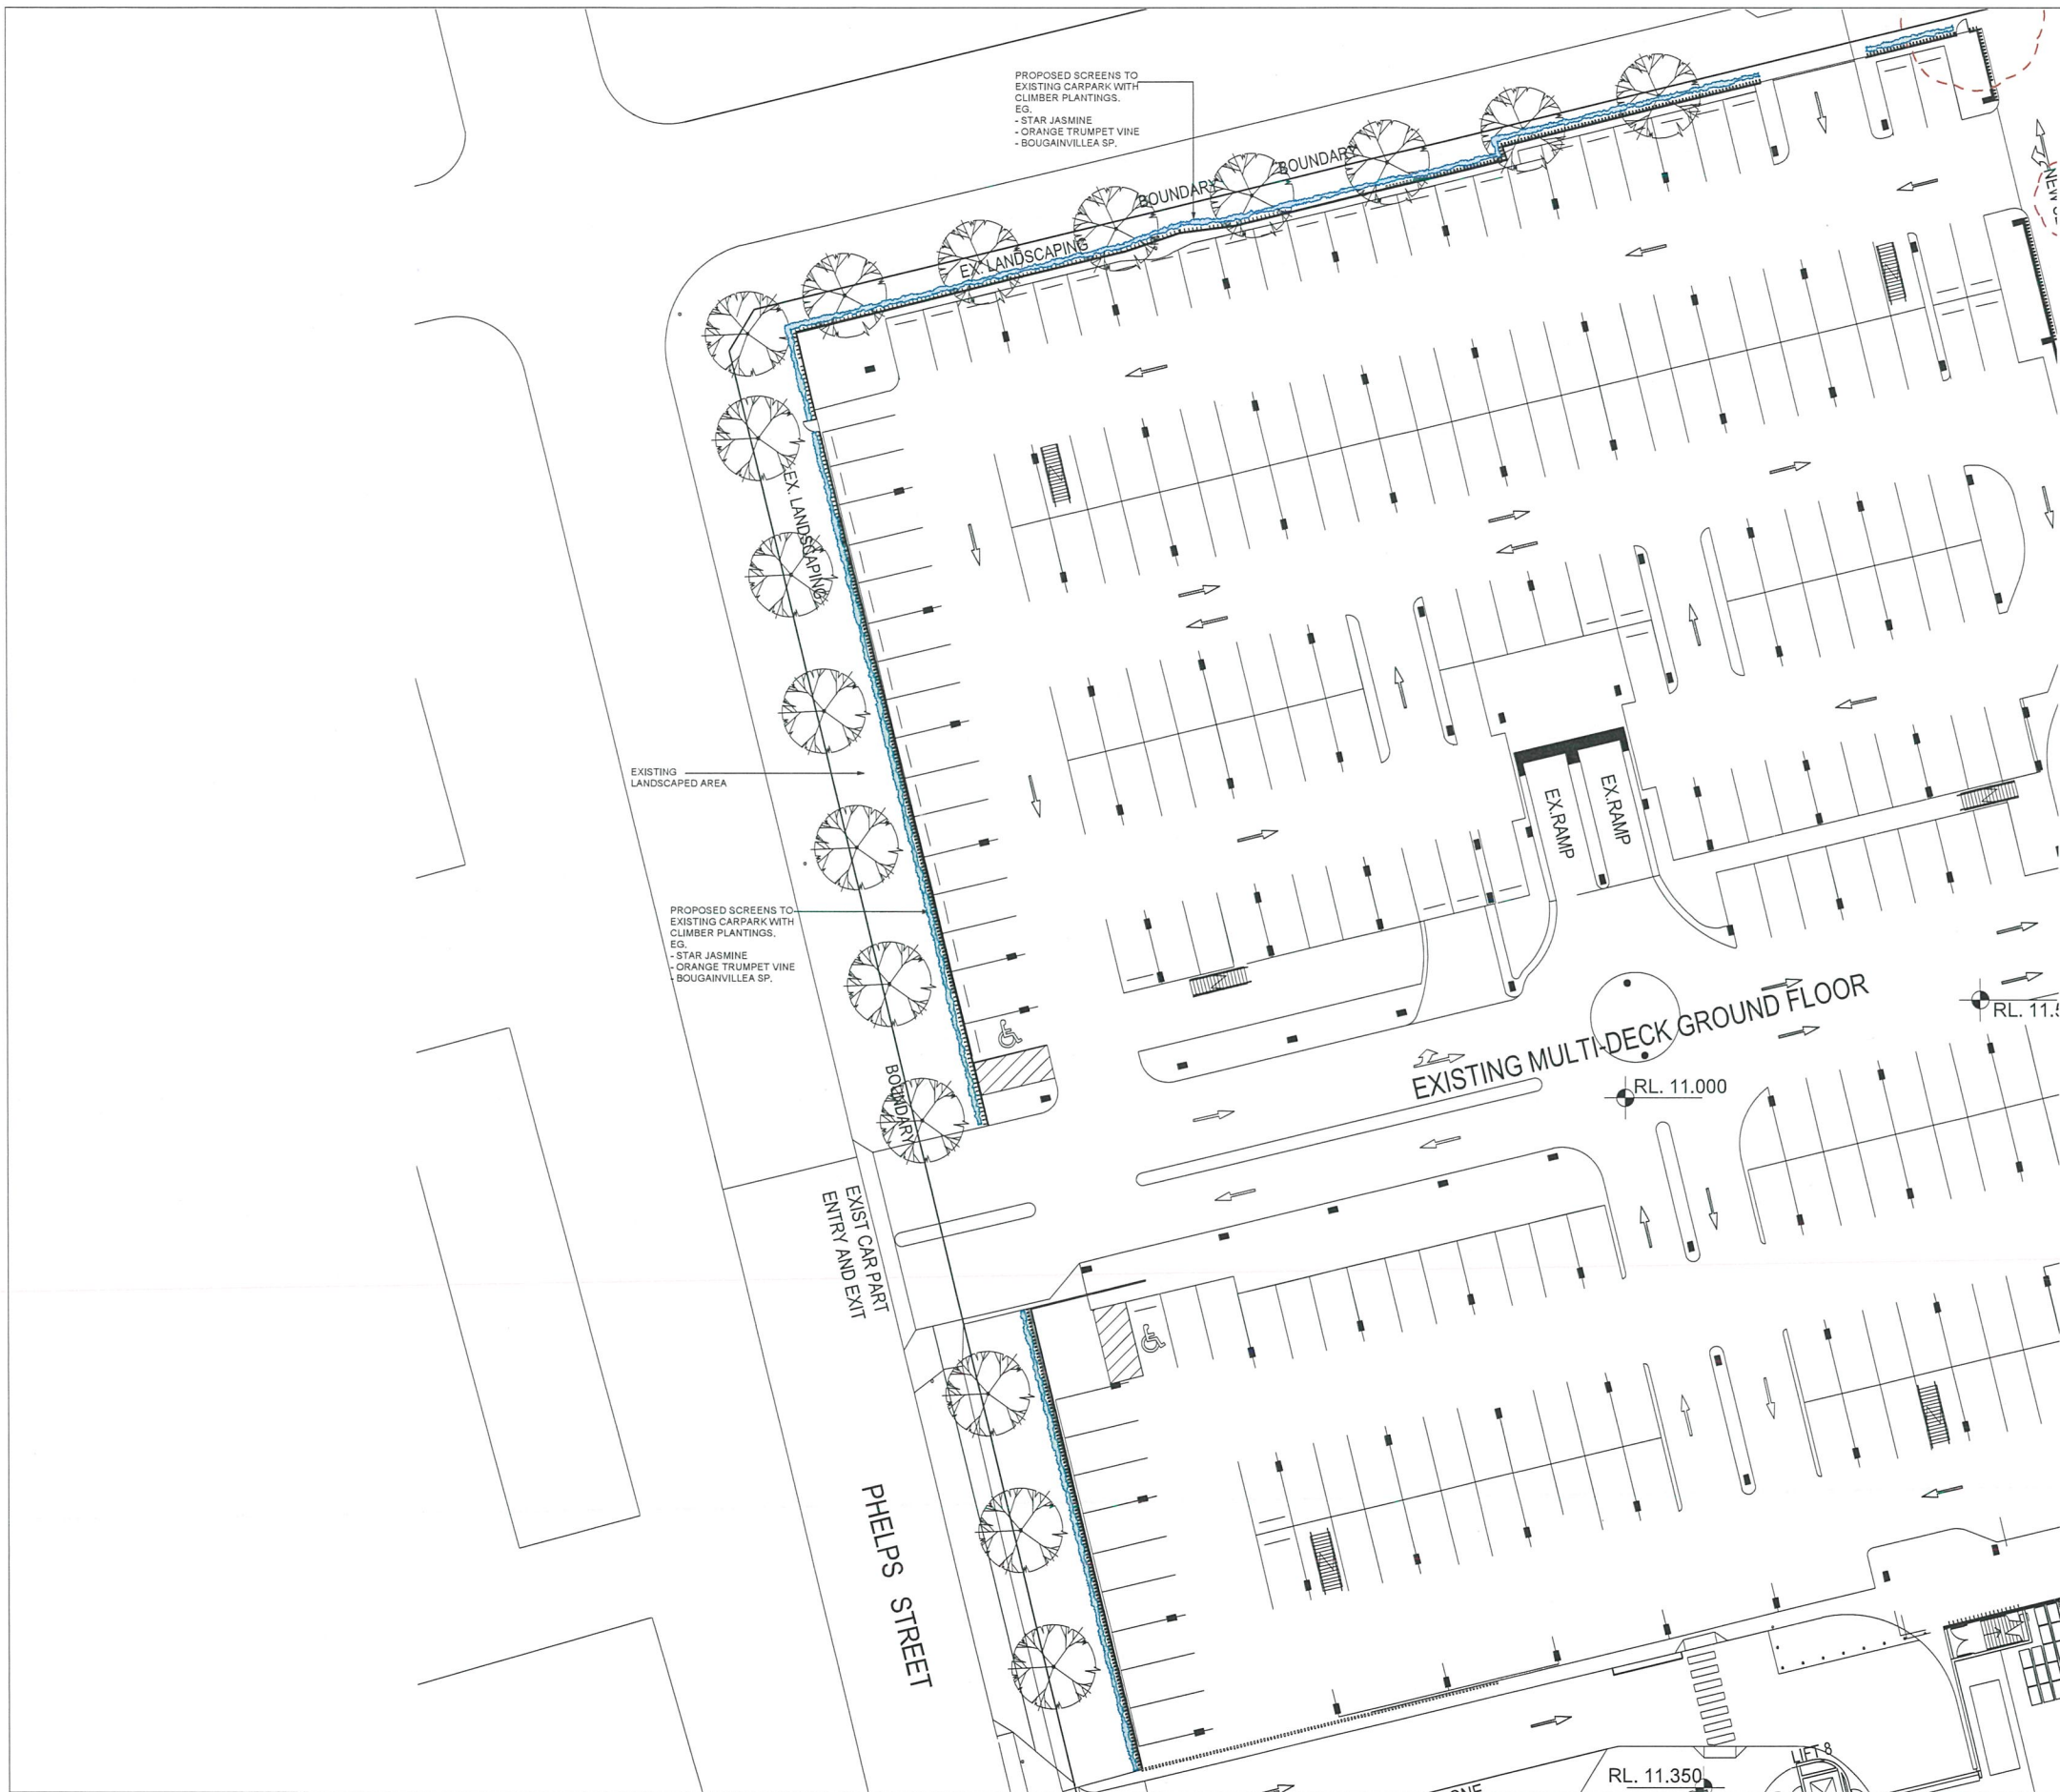 PROPOSED SCREENS TO
EXISTING CARPARK WITH
CLIMBER PLANTINGS.
EG.
- STAR JASMINE
- ORANGE TRUMPET VINE
- BOUGAINVILLEA SP.
BOUNDARY
BOUNDARY
EX. LANDSCAPING
EX. LANDSCAPING
EXISTING
LANDSCAPED AREA
EX.RAMP
EX.RAMP
PROPOSED SCREENS TO
EXISTING CARPARK WITH
CLIMBER PLANTINGS.
EG.
- STAR JASMINE
- ORANGE TRUMPET VINE
- BOUGAINVILLEA SP.
EXISTING MULTI-DECK GROUND FLOOR
RL. 11.000
BOUNDARY
EXIST CAR PART
ENTRY AND EXIT
PHELPS STREET
LIFT 8
RL. 11.350